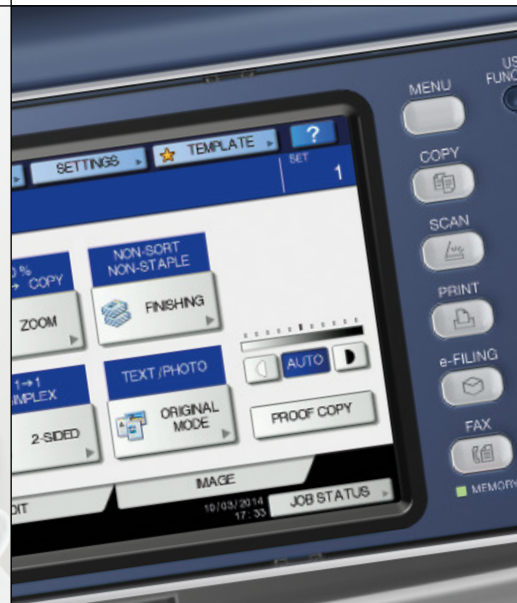 SETTINGS
TEMPLATE
?
SET
1
%
→ COPY
ZOOM
NON-SORT
NON-STAPLE
FINISHING
1→1
2-SIDED
TEXT/PHOTO
ORIGINAL
MODE
AUTO
PROOF COPY
IMAGE
10/03/2014
17:33
JOB STATUS
MENU
COPY
SCAN
PRINT
e-FILING
FAX
MEMORY